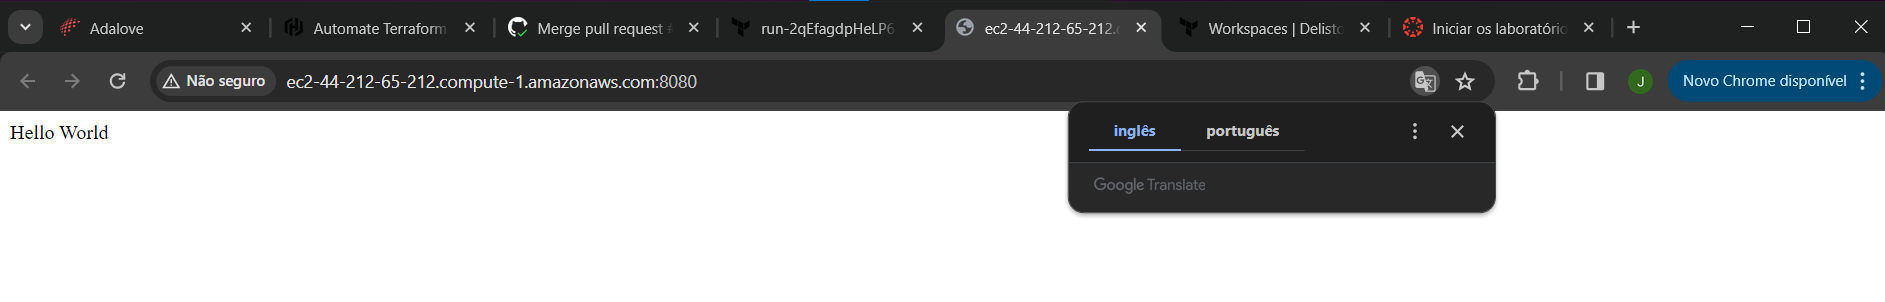 Adalove
Automate Terraform
Merge pull request #
run-2qEfagdpHeLP6
ec2-44-212-65-212.c
Workspaces | Delisto
Iniciar os laboratório
Não seguro
ec2-44-212-65-212.compute-1.amazonaws.com:8080
J
Novo Chrome disponível
Hello World
inglês
português
Google Translate